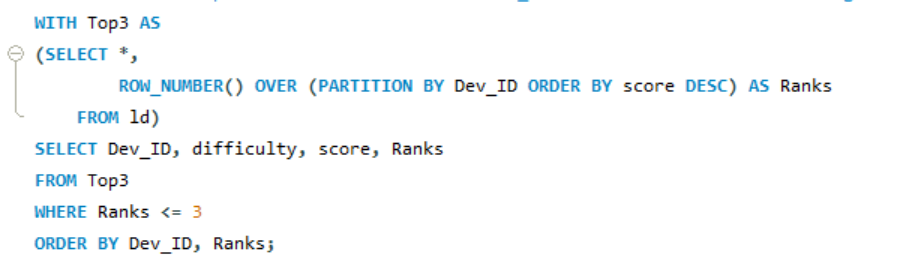 WITH Top3 AS
(SELECT *,
ROW_NUMBER() OVER (PARTITION BY Dev_ID ORDER BY score DESC) AS Ranks
FROM ld)
SELECT Dev_ID, difficulty, score, Ranks
FROM Top3
WHERE Ranks <= 3
ORDER BY Dev_ID, Ranks;